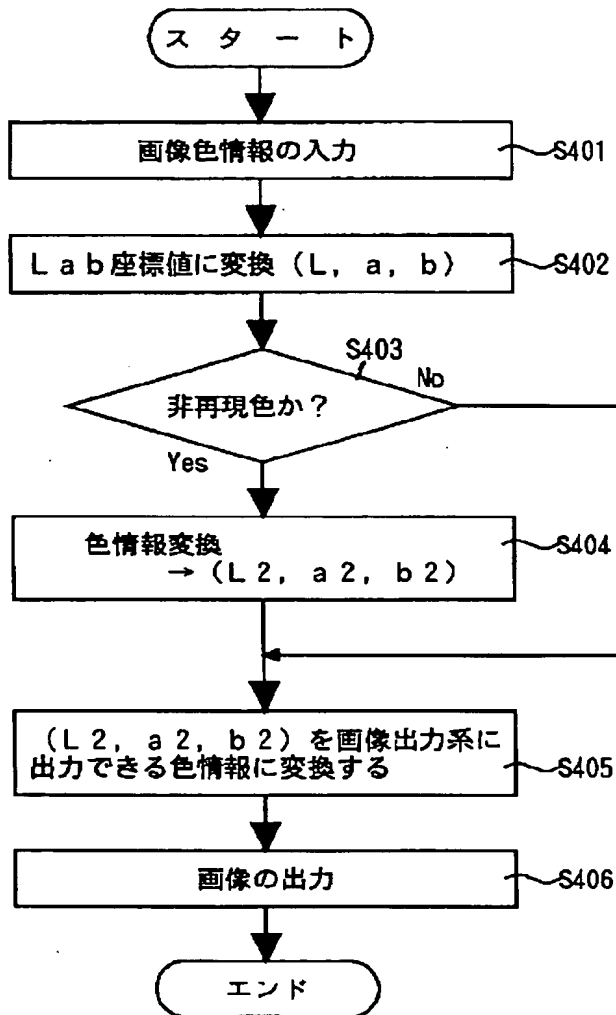 スタート
画像色情報の入力
S401
Lab座標値に変換 (L, a, b)
S402
S403
非再現色か?
No
Yes
色情報変換
→ (L2, a2, b2)
S404
(L2, a2, b2) を画像出力系に
出力できる色情報に変換する
S405
画像の出力
S406
エンド